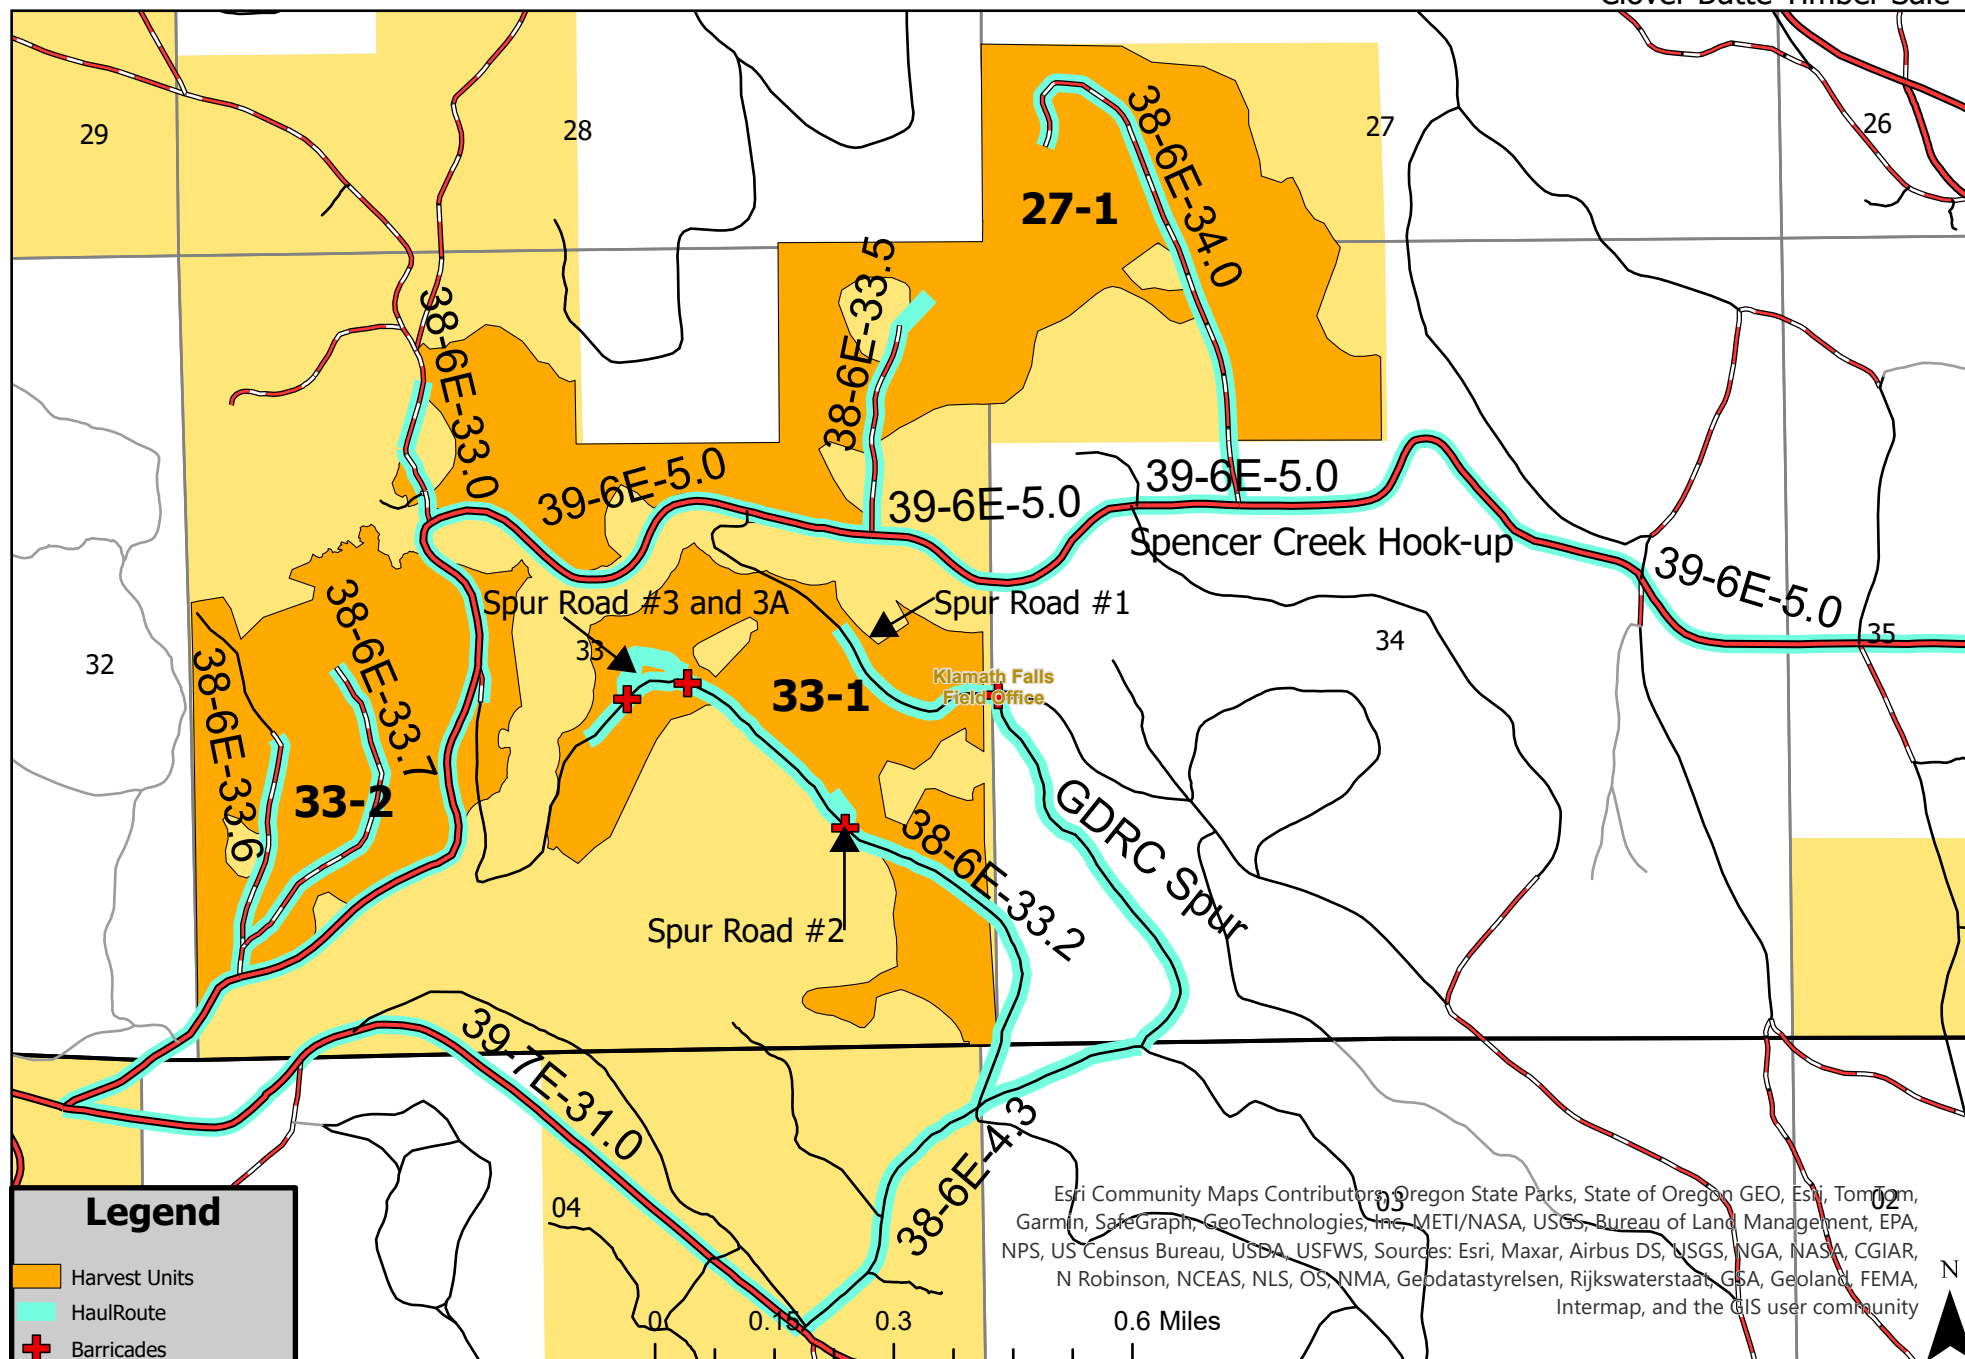 Clover Butte Timber Sale
29
28
27
26
38-6E-34.0
27-1
38-6E-33.5
38-6E-33.0
39-6E-5.0
39-6E-5.0
39-6E-5.0
Spencer Creek Hook-up
39-6E-5.0
Spur Road #3 and 3A
Spur Road #1
38-6E-33.7
32
33
34
35
38-6E-33.6
33-1
Klamath Falls
Field Office
33-2
GDRC Spur
38-6E-33.2
Spur Road #2
39-7E-31.0
38-6E-4.3
04
03
02
Esri Community Maps Contributors, Oregon State Parks, State of Oregon GEO, Esri, TomTom,
Garmin, SafeGraph, GeoTechnologies, Inc, METI/NASA, USGS, Bureau of Land Management, EPA,
NPS, US Census Bureau, USDA, USFWS, Sources: Esri, Maxar, Airbus DS, USGS, NGA, NASA, CGIAR,
N Robinson, NCEAS, NLS, OS, NMA, Geodatastyrelsen, Rijkswaterstaat, GSA, Geoland, FEMA,
Intermap, and the GIS user community
N
0 0.15 0.3 0.6 Miles
Legend
Harvest Units
HaulRoute
Barricades